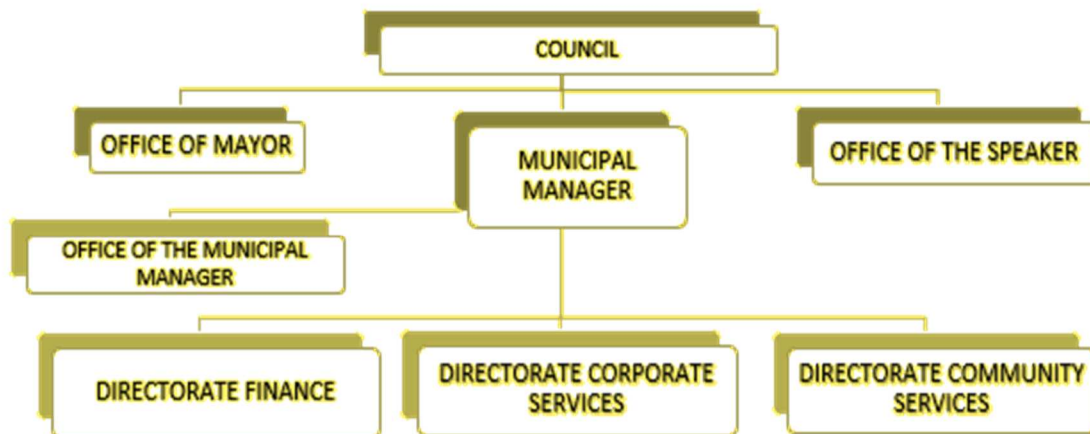 COUNCIL
OFFICE OF MAYOR
MUNICIPAL
MANAGER
OFFICE OF THE SPEAKER
OFFICE OF THE MUNICIPAL
MANAGER
DIRECTORATE FINANCE
DIRECTORATE CORPORATE
SERVICES
DIRECTORATE COMMUNITY
SERVICES